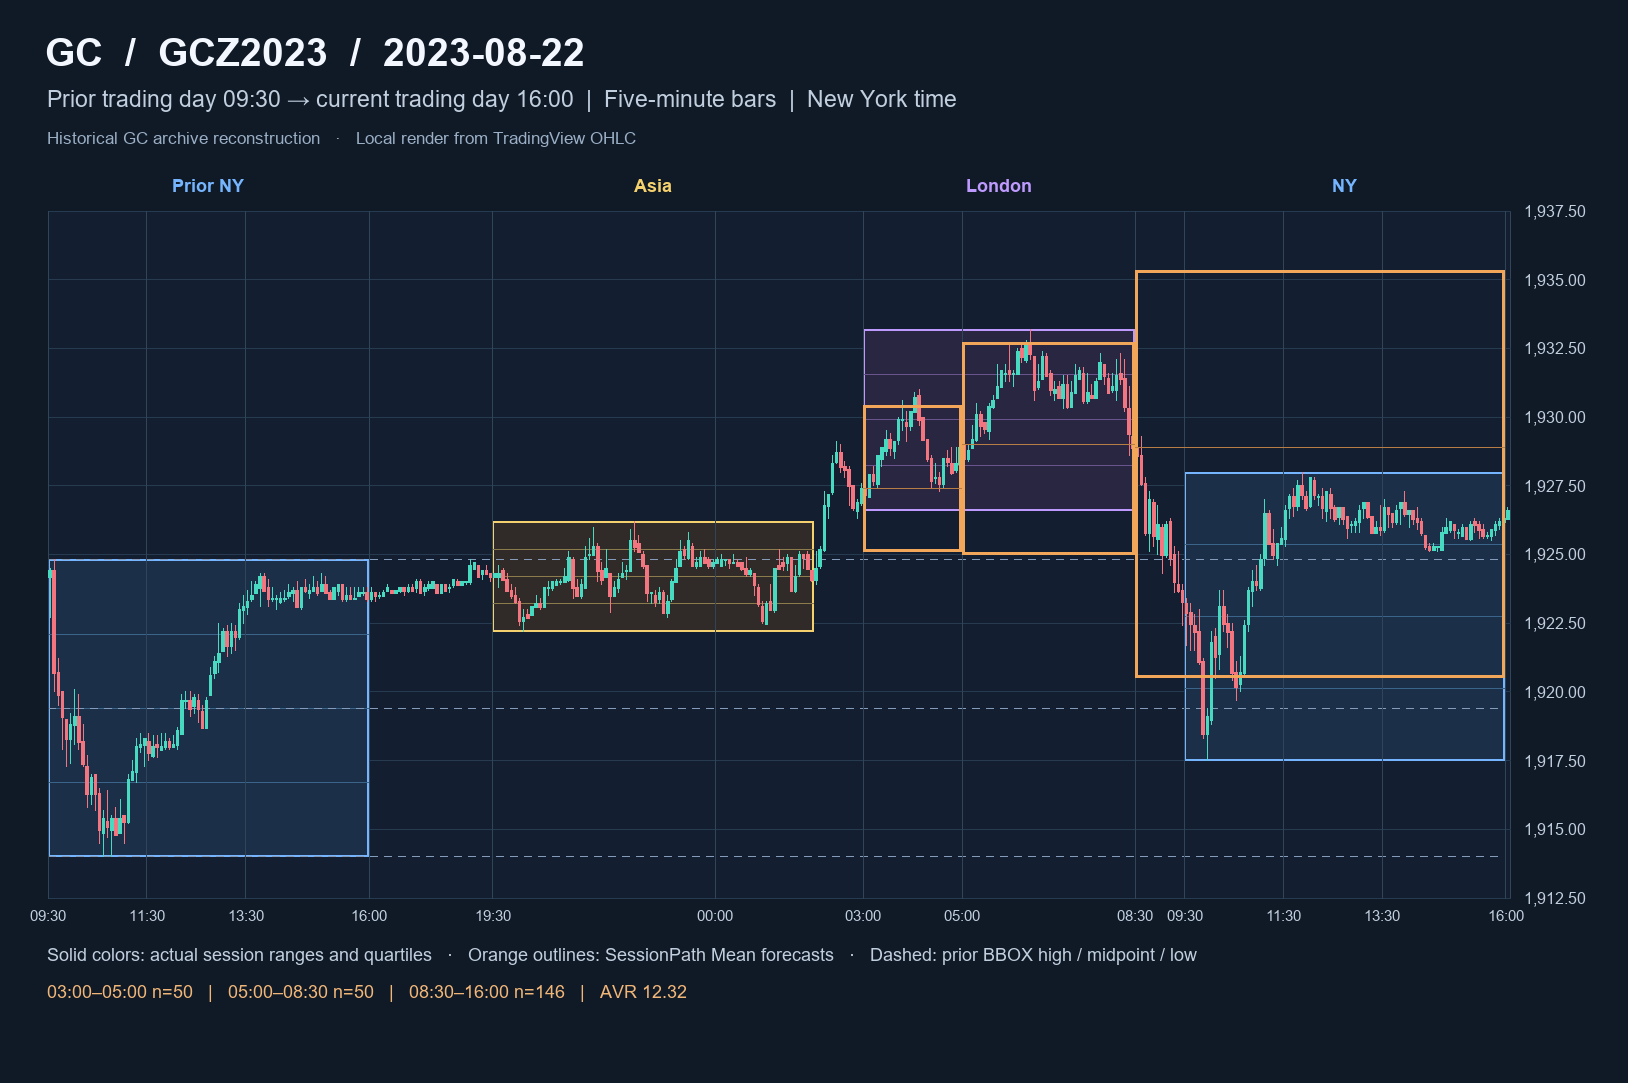 GC / GCZ2023 / 2023-08-22
Prior trading day 09:30 → current trading day 16:00 | Five-minute bars | New York time
Historical GC archive reconstruction · Local render from TradingView OHLC
Prior NY Asia London NY
1,937.50
1,935.00
1,932.50
1,930.00
1,927.50
1,925.00
1,922.50
1,920.00
1,917.50
1,915.00
1,912.50
09:30 11:30 13:30 16:00 19:30 00:00 03:00 05:00 08:30 09:30 11:30 13:30 16:00
Solid colors: actual session ranges and quartiles · Orange outlines: SessionPath Mean forecasts · Dashed: prior BBOX high / midpoint / low
03:00–05:00 n=50 | 05:00–08:30 n=50 | 08:30–16:00 n=146 | AVR 12.32